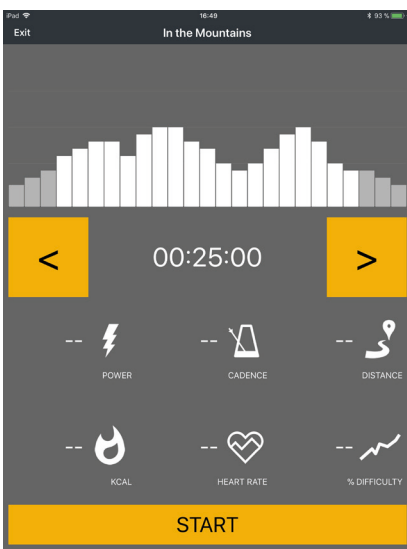 iPad 16:49 93 %
Exit In the Mountains
< 00:25:00 >
-- -- --
POWER CADENCE DISTANCE
-- -- --
KCAL HEART RATE % DIFFICULTY
START